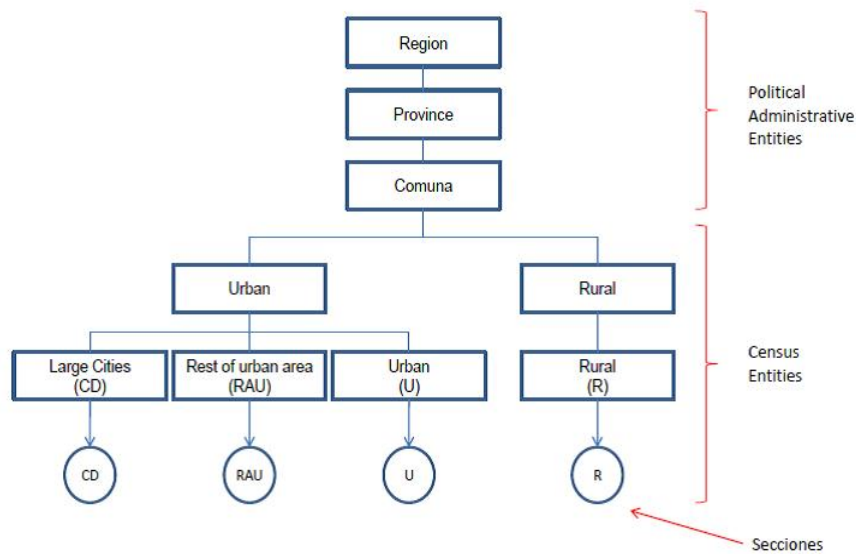 Region
Province
Comuna
Political
Administrative
Entities
Urban
Rural
Large Cities
(CD)
Rest of urban area
(RAU)
Urban
(U)
Rural
(R)
Census
Entities
CD
RAU
U
R
Secciones